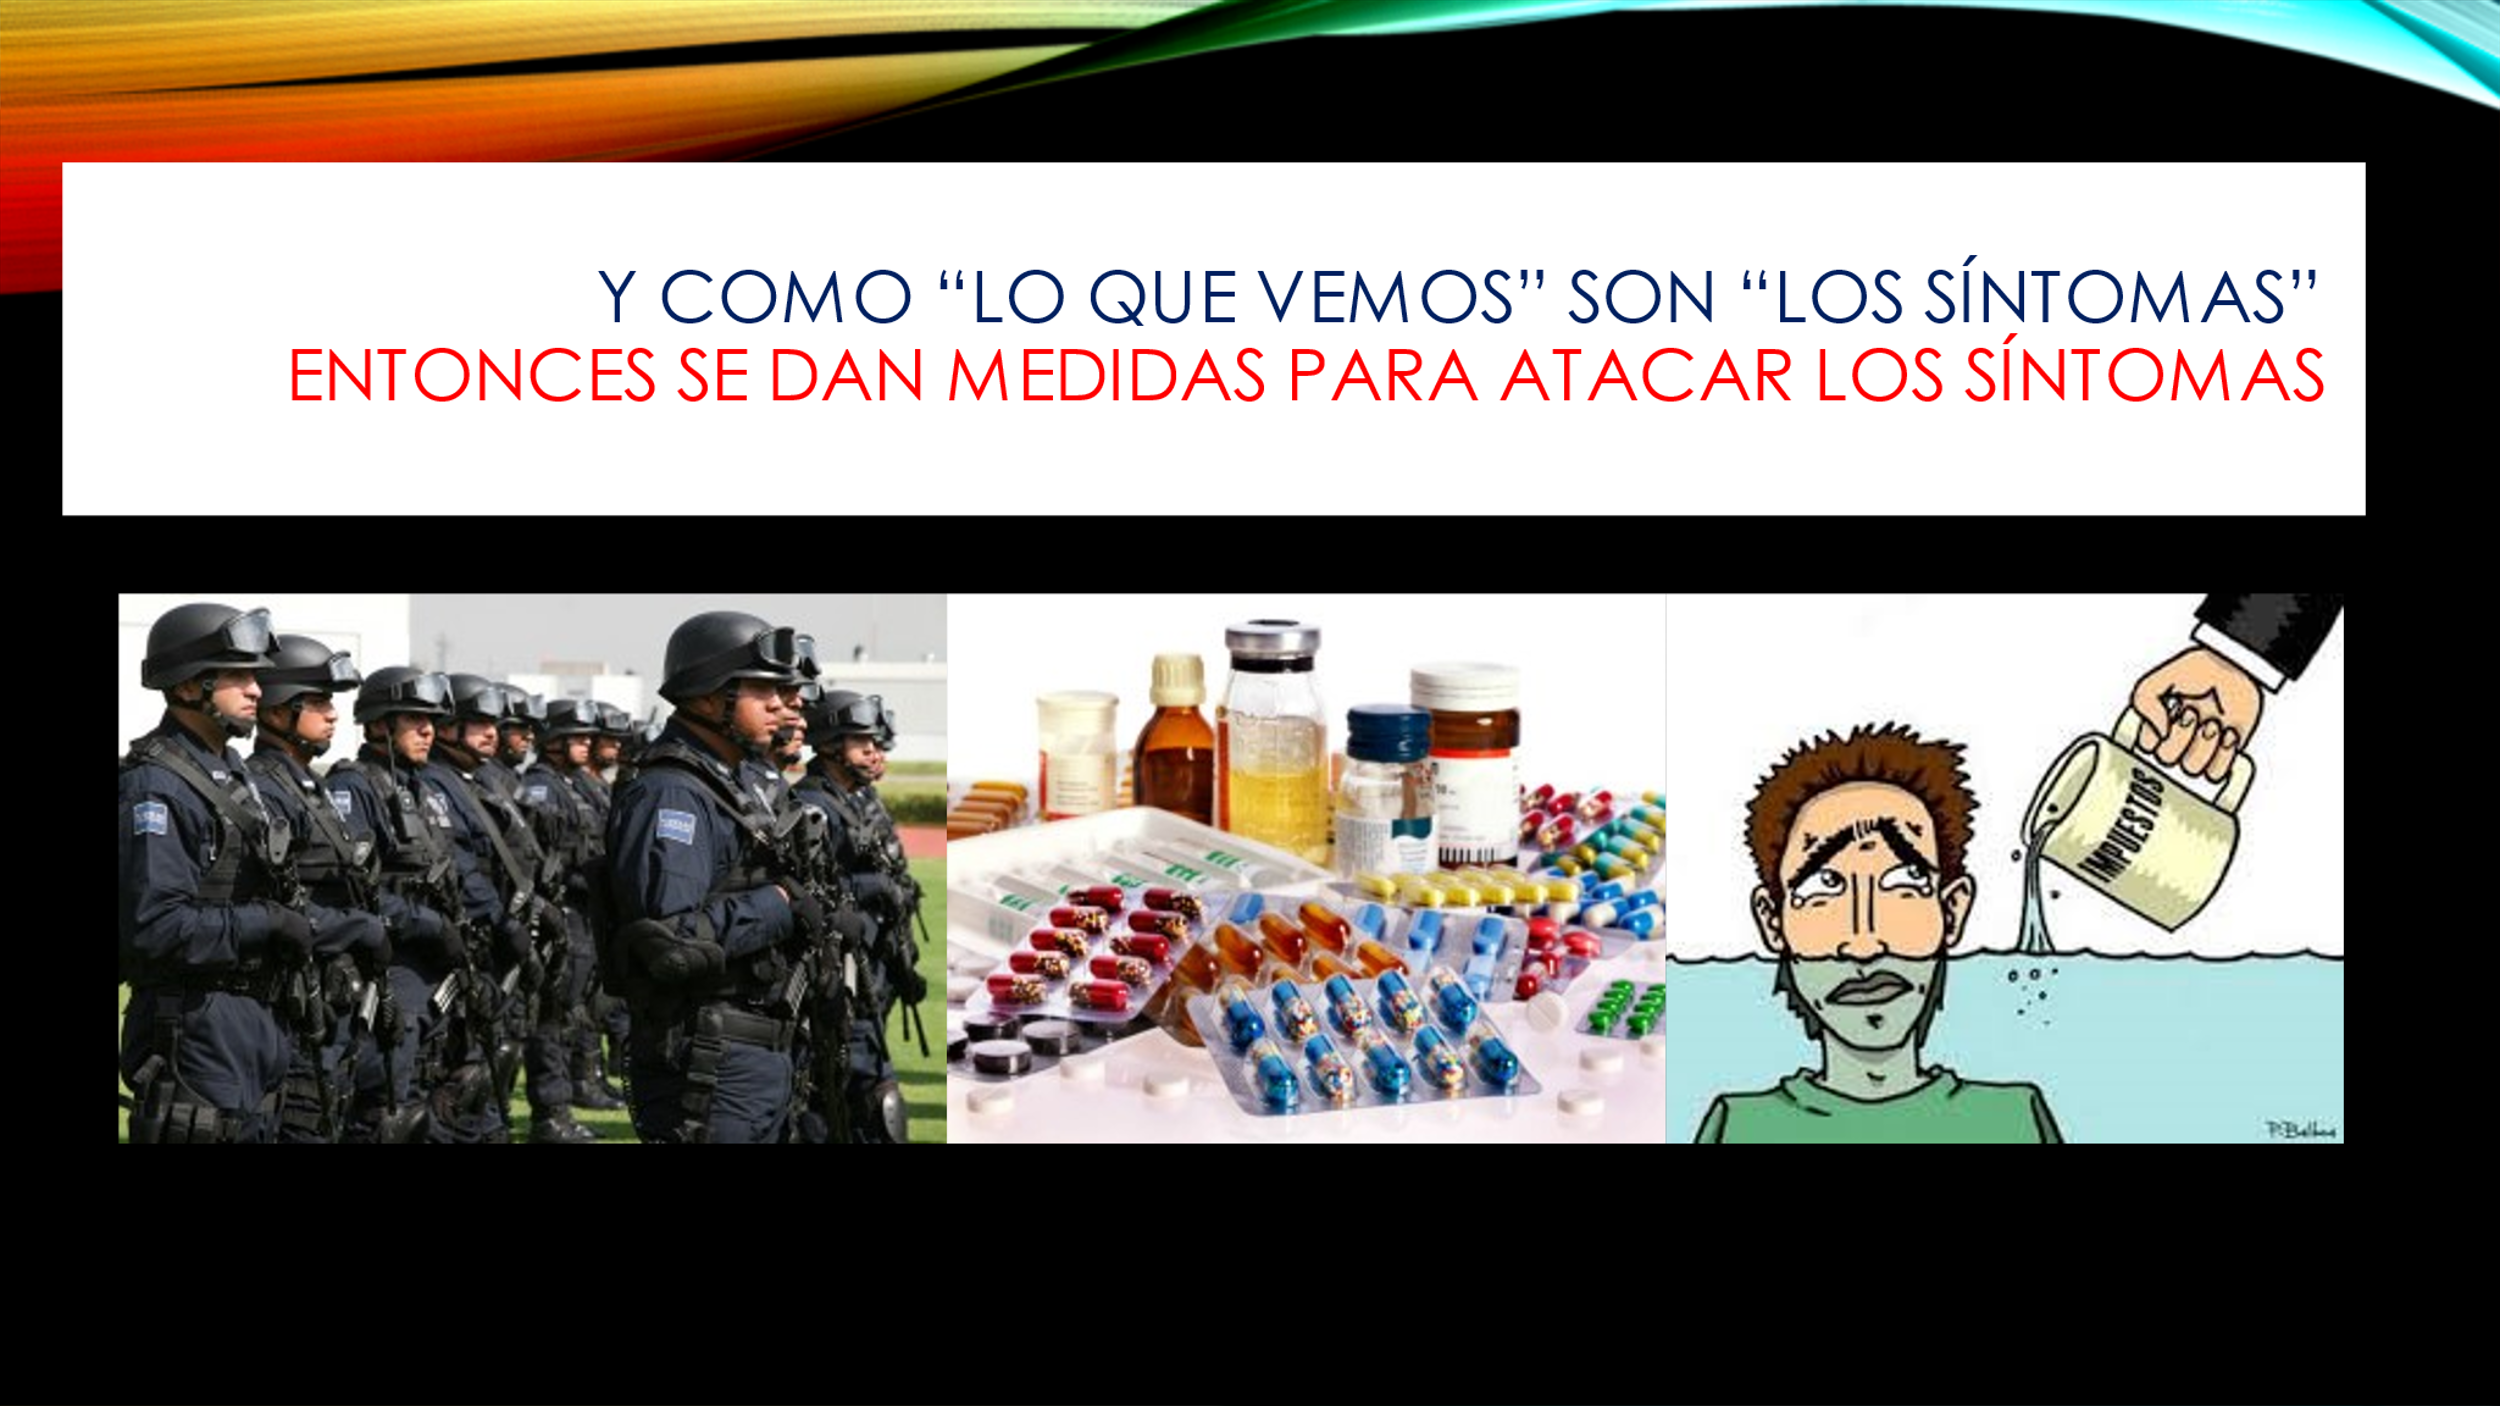 Y COMO “LO QUE VEMOS” SON “LOS SÍNTOMAS”
ENTONCES SE DAN MEDIDAS PARA ATACAR LOS SÍNTOMAS
IMPUESTOS